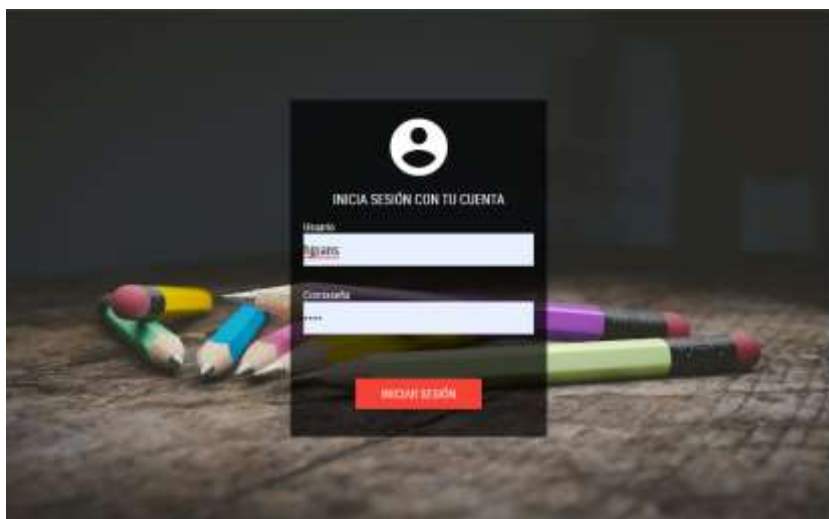 INICIA SESIÓN CON TU CUENTA
Usuario
Contraseña
••••
INICIAR SESIÓN